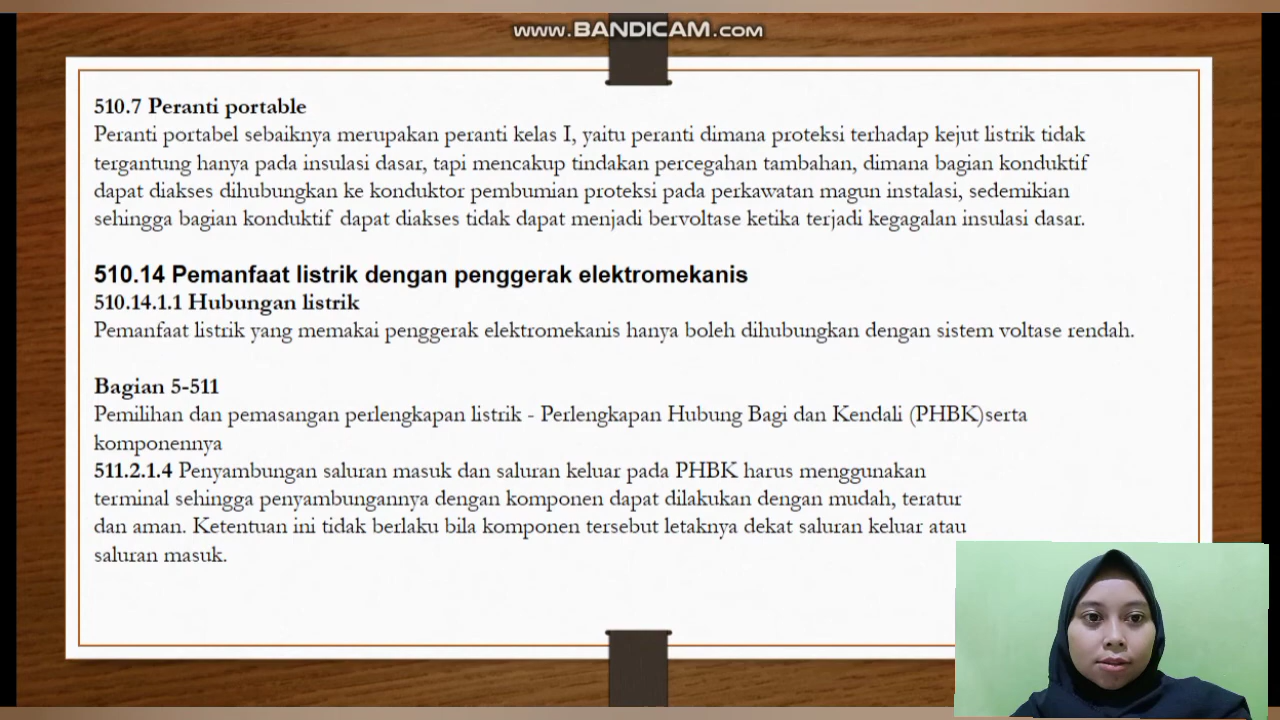 www.BANDICAM.com
510.7 Peranti portable
Peranti portabel sebaiknya merupakan peranti kelas I, yaitu peranti dimana proteksi terhadap kejut listrik tidak
tergantung hanya pada insulasi dasar, tapi mencakup tindakan percegahan tambahan, dimana bagian konduktif
dapat diakses dihubungkan ke konduktor pembumian proteksi pada perkawatan magun instalasi, sedemikian
sehingga bagian konduktif dapat diakses tidak dapat menjadi bervoltase ketika terjadi kegagalan insulasi dasar.
510.14 Pemanfaat listrik dengan penggerak elektromekanis
510.14.1.1 Hubungan listrik
Pemanfaat listrik yang memakai penggerak elektromekanis hanya boleh dihubungkan dengan sistem voltase rendah.
Bagian 5-511
Pemilihan dan pemasangan perlengkapan listrik - Perlengkapan Hubung Bagi dan Kendali (PHBK)serta
komponennya
511.2.1.4 Penyambungan saluran masuk dan saluran keluar pada PHBK harus menggunakan
terminal sehingga penyambungannya dengan komponen dapat dilakukan dengan mudah, teratur
dan aman. Ketentuan ini tidak berlaku bila komponen tersebut letaknya dekat saluran keluar atau
saluran masuk.